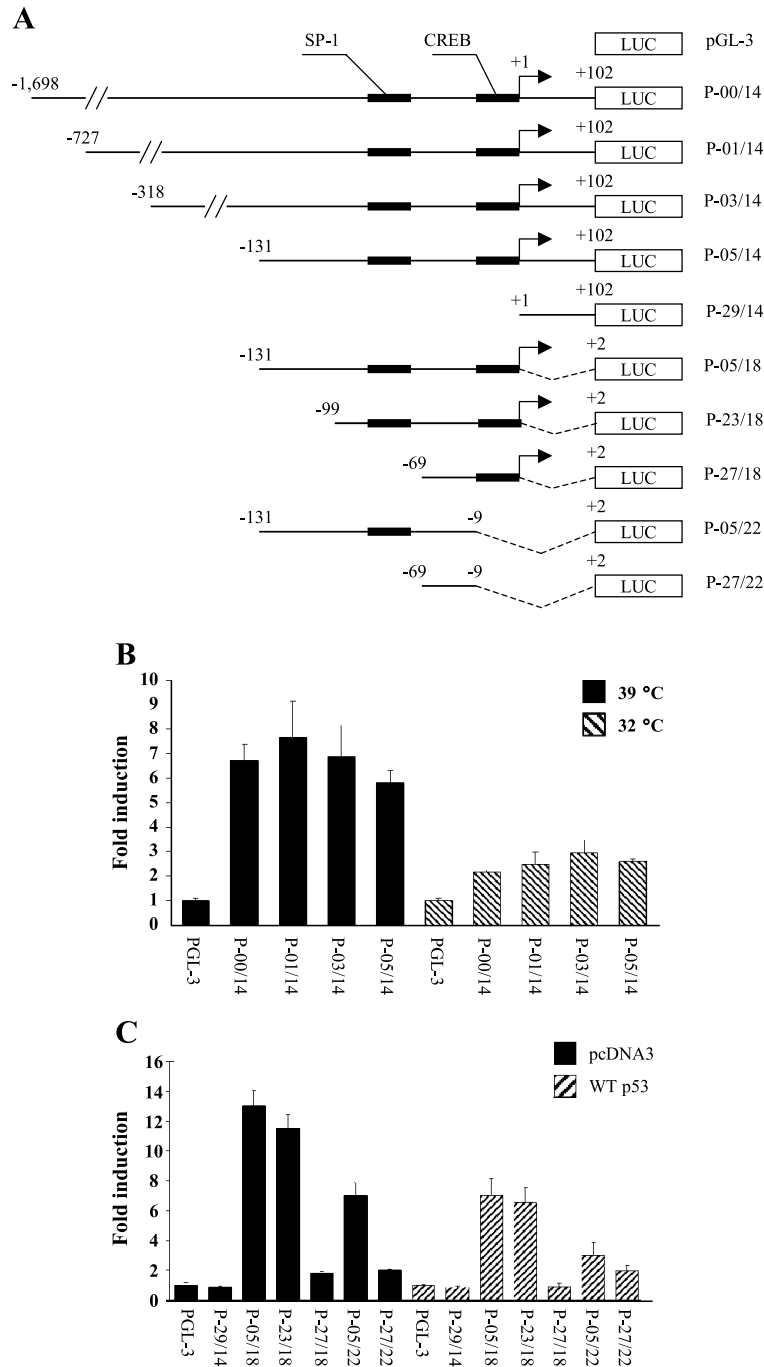 A
SP-1 CREB +1 pGL-3
LUC
-1,698 // +102 LUC P-00/14
-727 // +102 LUC P-01/14
-318 // +102 LUC P-03/14
-131 +102 LUC P-05/14
+1 +102 LUC P-29/14
-131 +2 LUC P-05/18
-99 +2 LUC P-23/18
-69 +2 LUC P-27/18
-131 -9 +2 LUC P-05/22
-69 -9 +2 LUC P-27/22
B
Fold induction
10
9
8
7
6
5
4
3
2
1
0
39 °C
32 °C
PGL-3 P-00/14 P-01/14 P-03/14 P-05/14 PGL-3 P-00/14 P-01/14 P-03/14 P-05/14
C
Fold induction
16
14
12
10
8
6
4
2
0
pcDNA3
WT p53
PGL-3 P-29/14 P-05/18 P-23/18 P-27/18 P-05/22 P-27/22 PGL-3 P-29/14 P-05/18 P-23/18 P-27/18 P-05/22 P-27/22